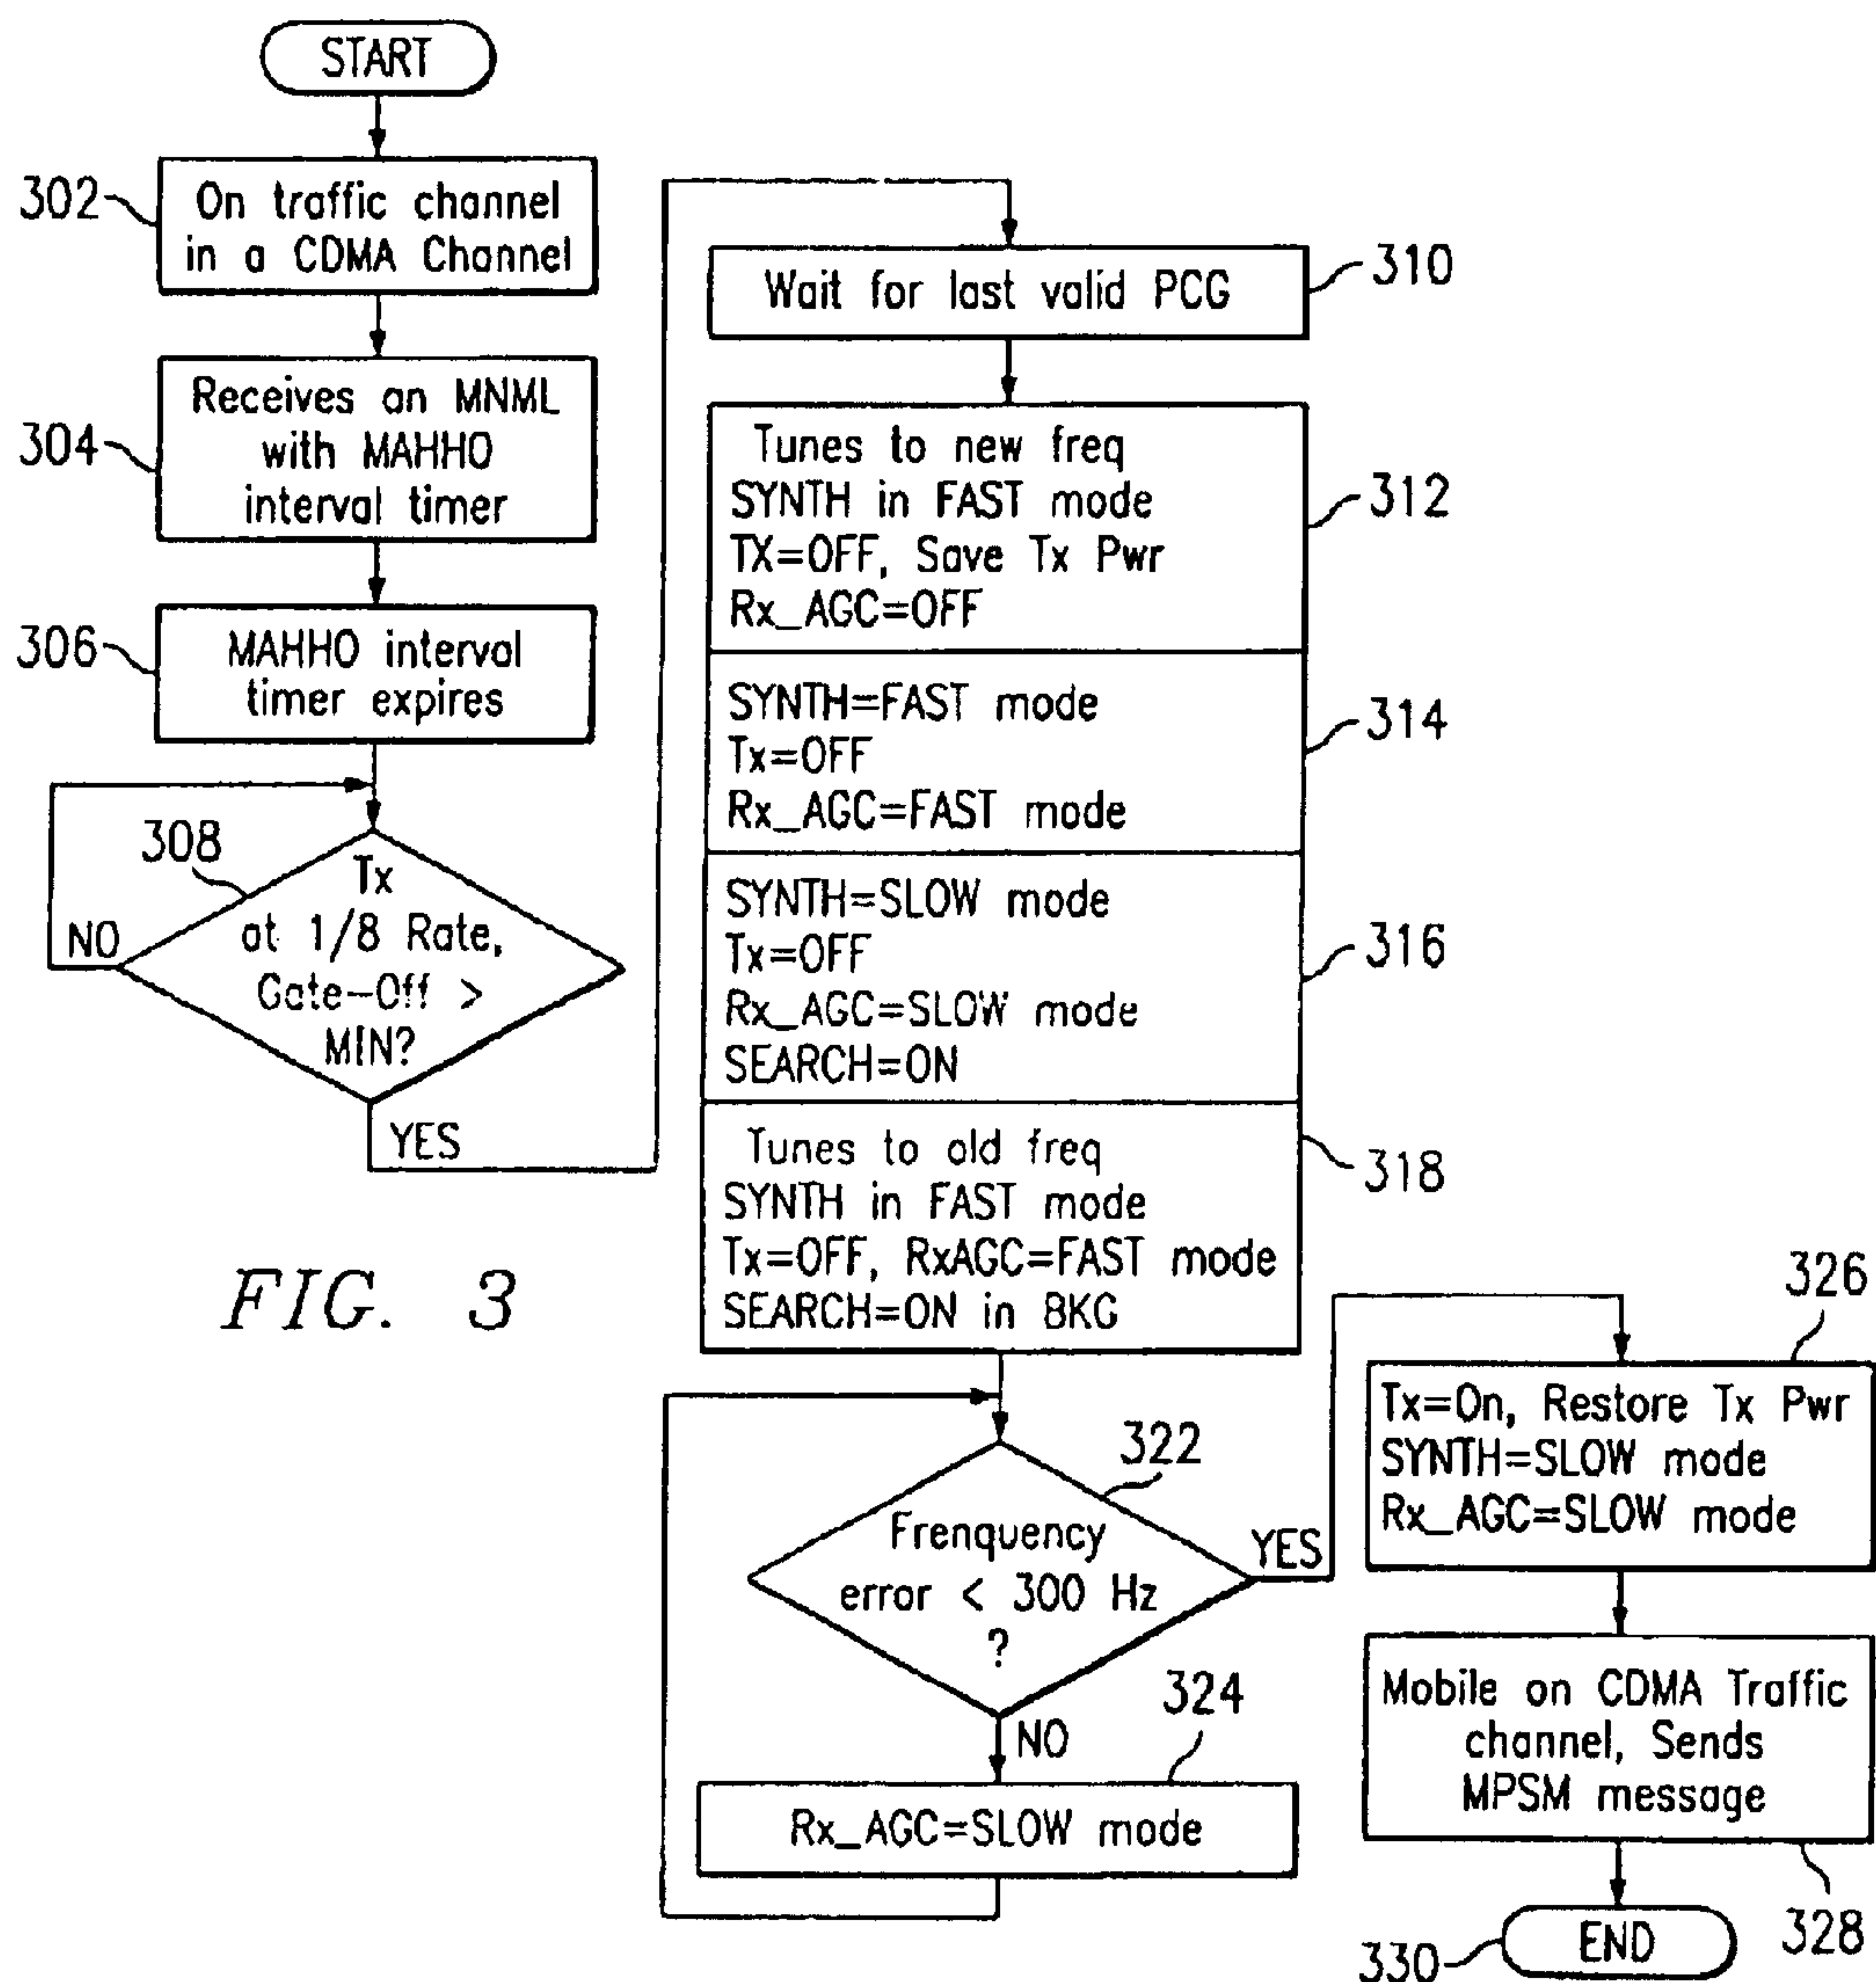 START
302
On traffic channel
in a CDMA Channel
304
Receives an MNML
with MAHHO
interval timer
306
MAHHO interval
timer expires
308
Tx
at 1/8 Rate,
Gate-Off >
MIN?
NO
YES
310
Wait for last valid PCG
312
Tunes to new freq
SYNTH in FAST mode
TX=OFF, Save Tx Pwr
Rx_AGC=OFF
314
SYNTH=FAST mode
Tx=OFF
Rx_AGC=FAST mode
316
SYNTH=SLOW mode
Tx=OFF
Rx_AGC=SLOW mode
SEARCH=ON
318
Tunes to old freq
SYNTH in FAST mode
Tx=OFF, RxAGC=FAST mode
SEARCH=ON in BKG
322
Frenquency
error < 300 Hz
?
YES
NO
324
Rx_AGC=SLOW mode
326
Tx=On, Restore Tx Pwr
SYNTH=SLOW mode
Rx_AGC=SLOW mode
Mobile on CDMA Traffic
channel, Sends
MPSM message
328
330
END
FIG. 3